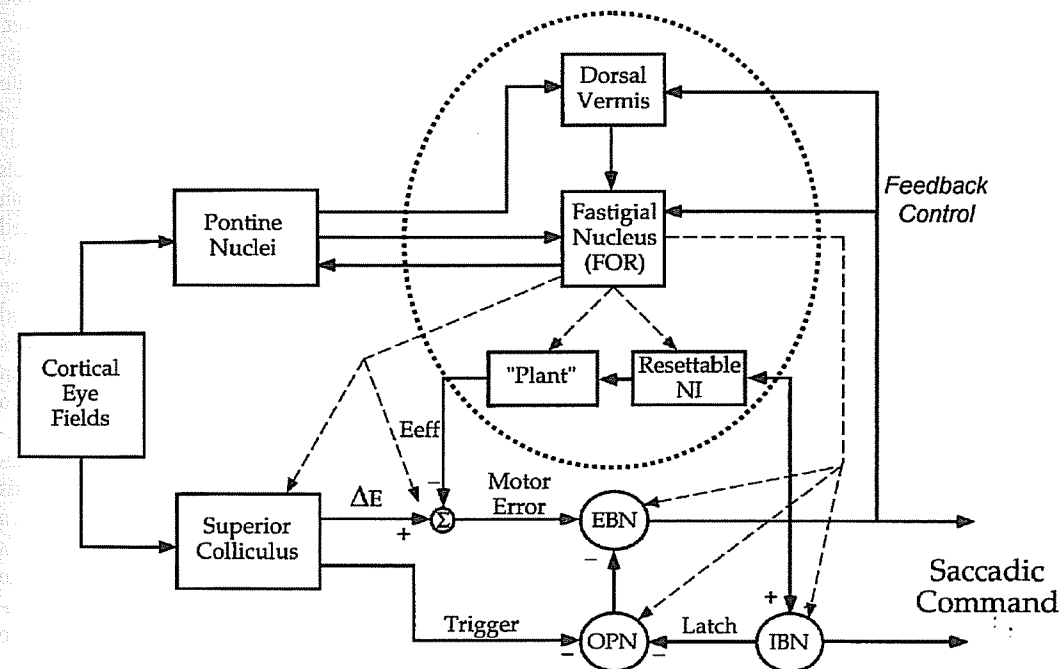 Dorsal
Vermis
Feedback
Control
Pontine
Nuclei
Fastigial
Nucleus
(FOR)
Cortical
Eye
Fields
"Plant"
Resettable
NI
Eeff
−
Motor
Error
ΔE
+
Σ
EBN
Superior
Colliculus
−
Saccadic
Command
+
Trigger
−
OPN
−
Latch
IBN